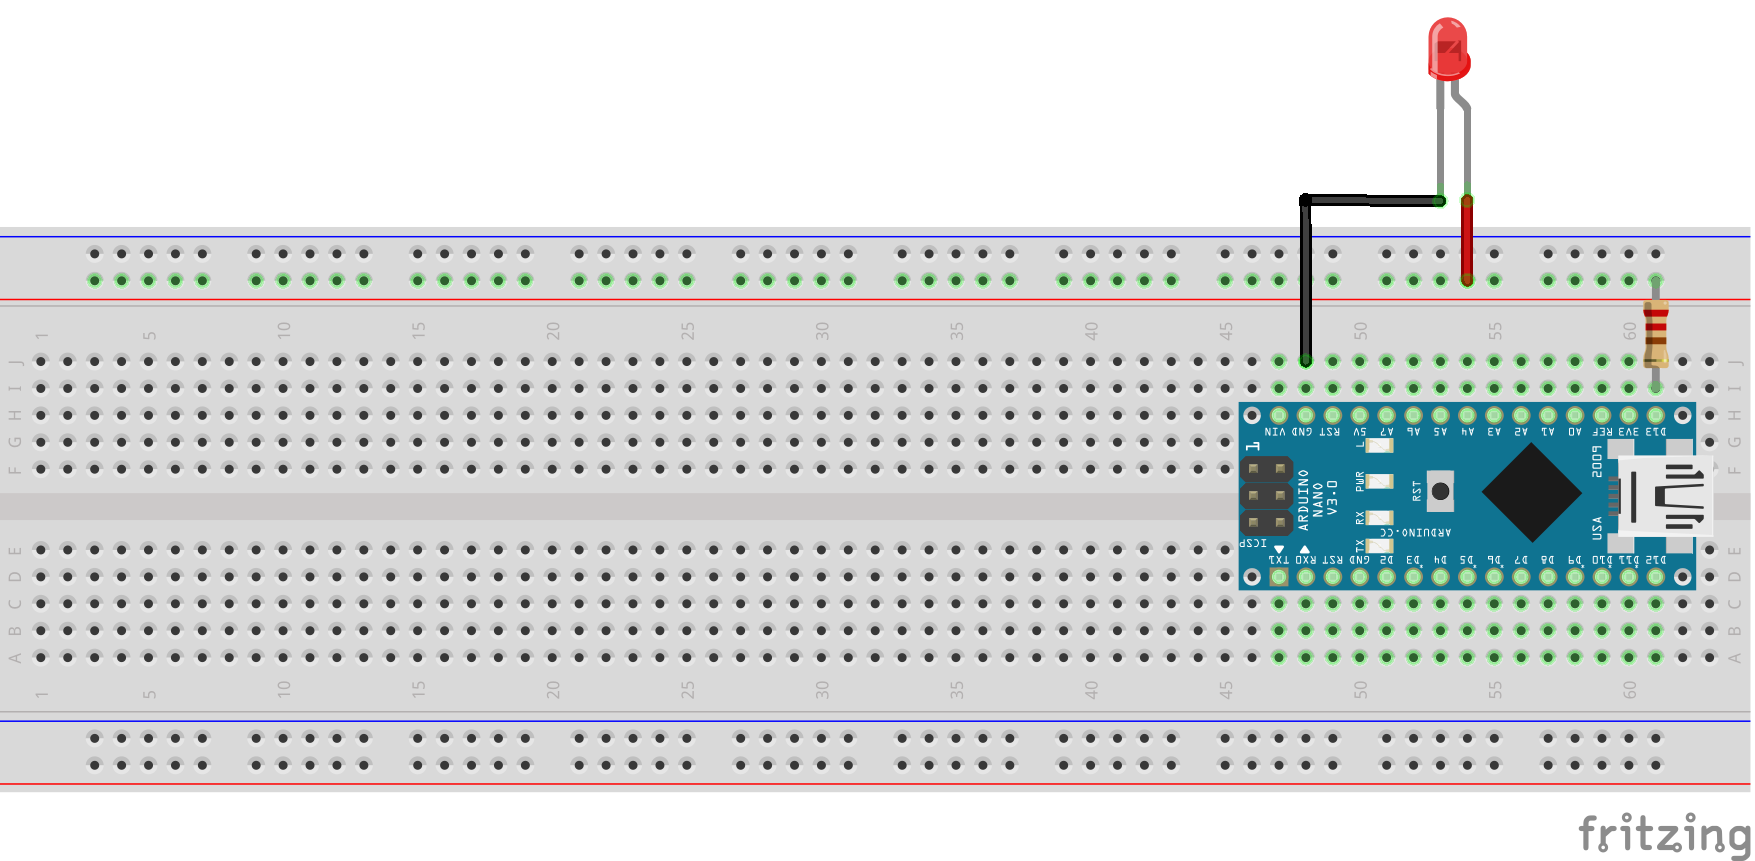 1 5 10 15 20 25 30 35 40 45 50 55 60
J J
I I
H H
G G
F F
VIN GND RST 5V A7 A6 A5 A4 A3 A2 A1 A0 REF 3V3 D13
1
L
PWR
RX
TX
RST
ARDUINO
NANO
V3.0
ARDUINO.CC
2009
USA
ICSP
TX1 RX0 RST GND D2 D3 D4 D5 D6 D7 D8 D9 D10 D11 D12
E E
D D
C C
B B
A A
1 5 10 15 20 25 30 35 40 45 50 55 60
fritzing